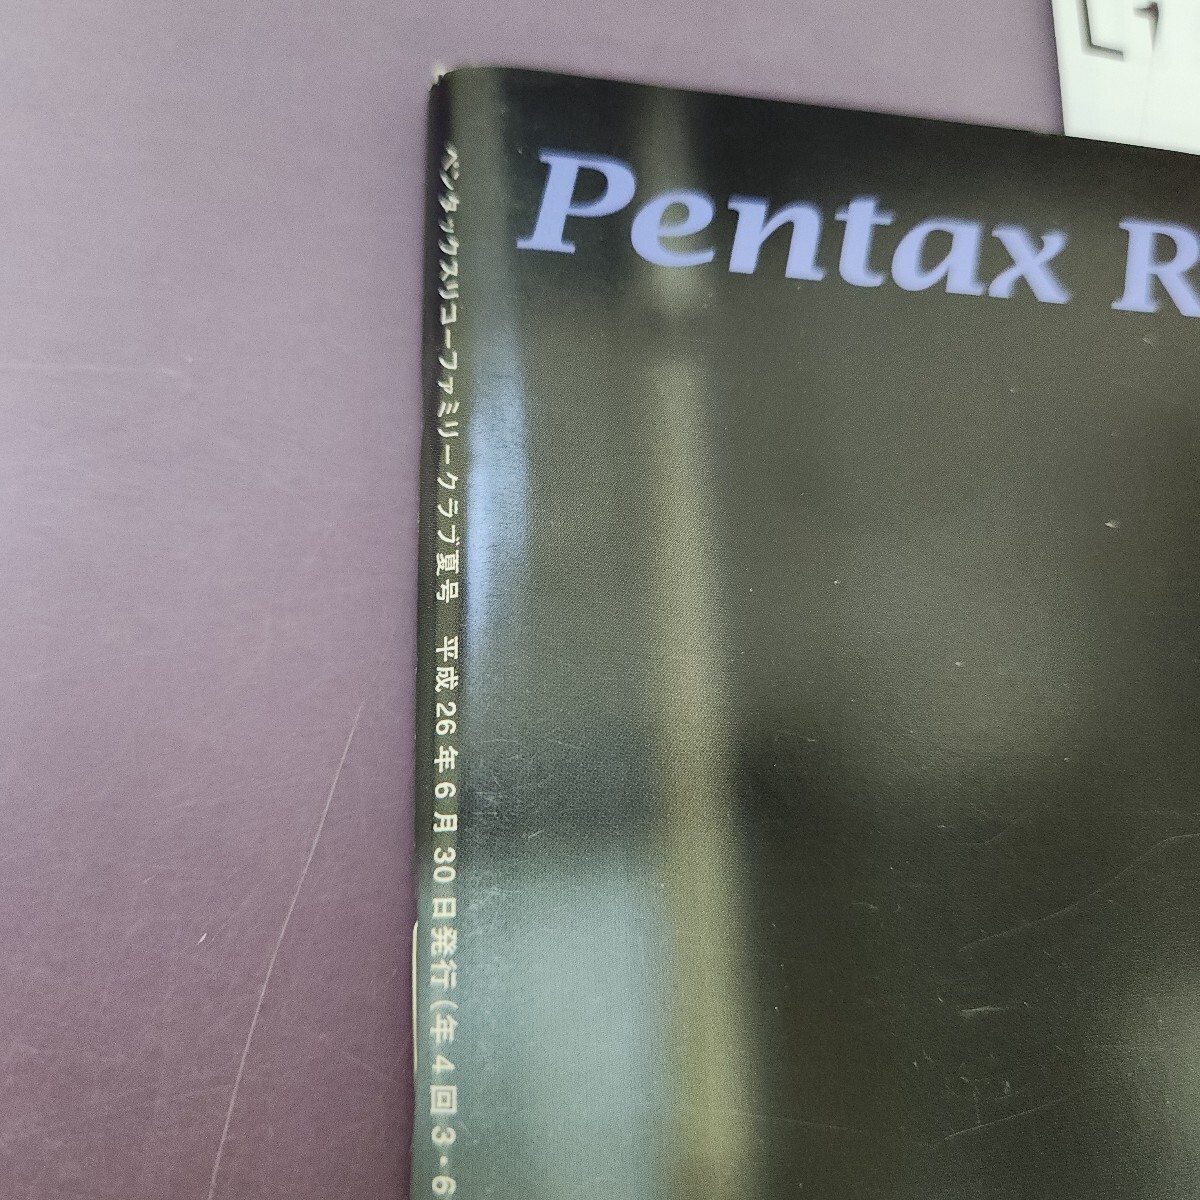 Pentax R
ペンタックスリコーファミリークラブ夏号 平成26年6月30日発行(年4回3・6